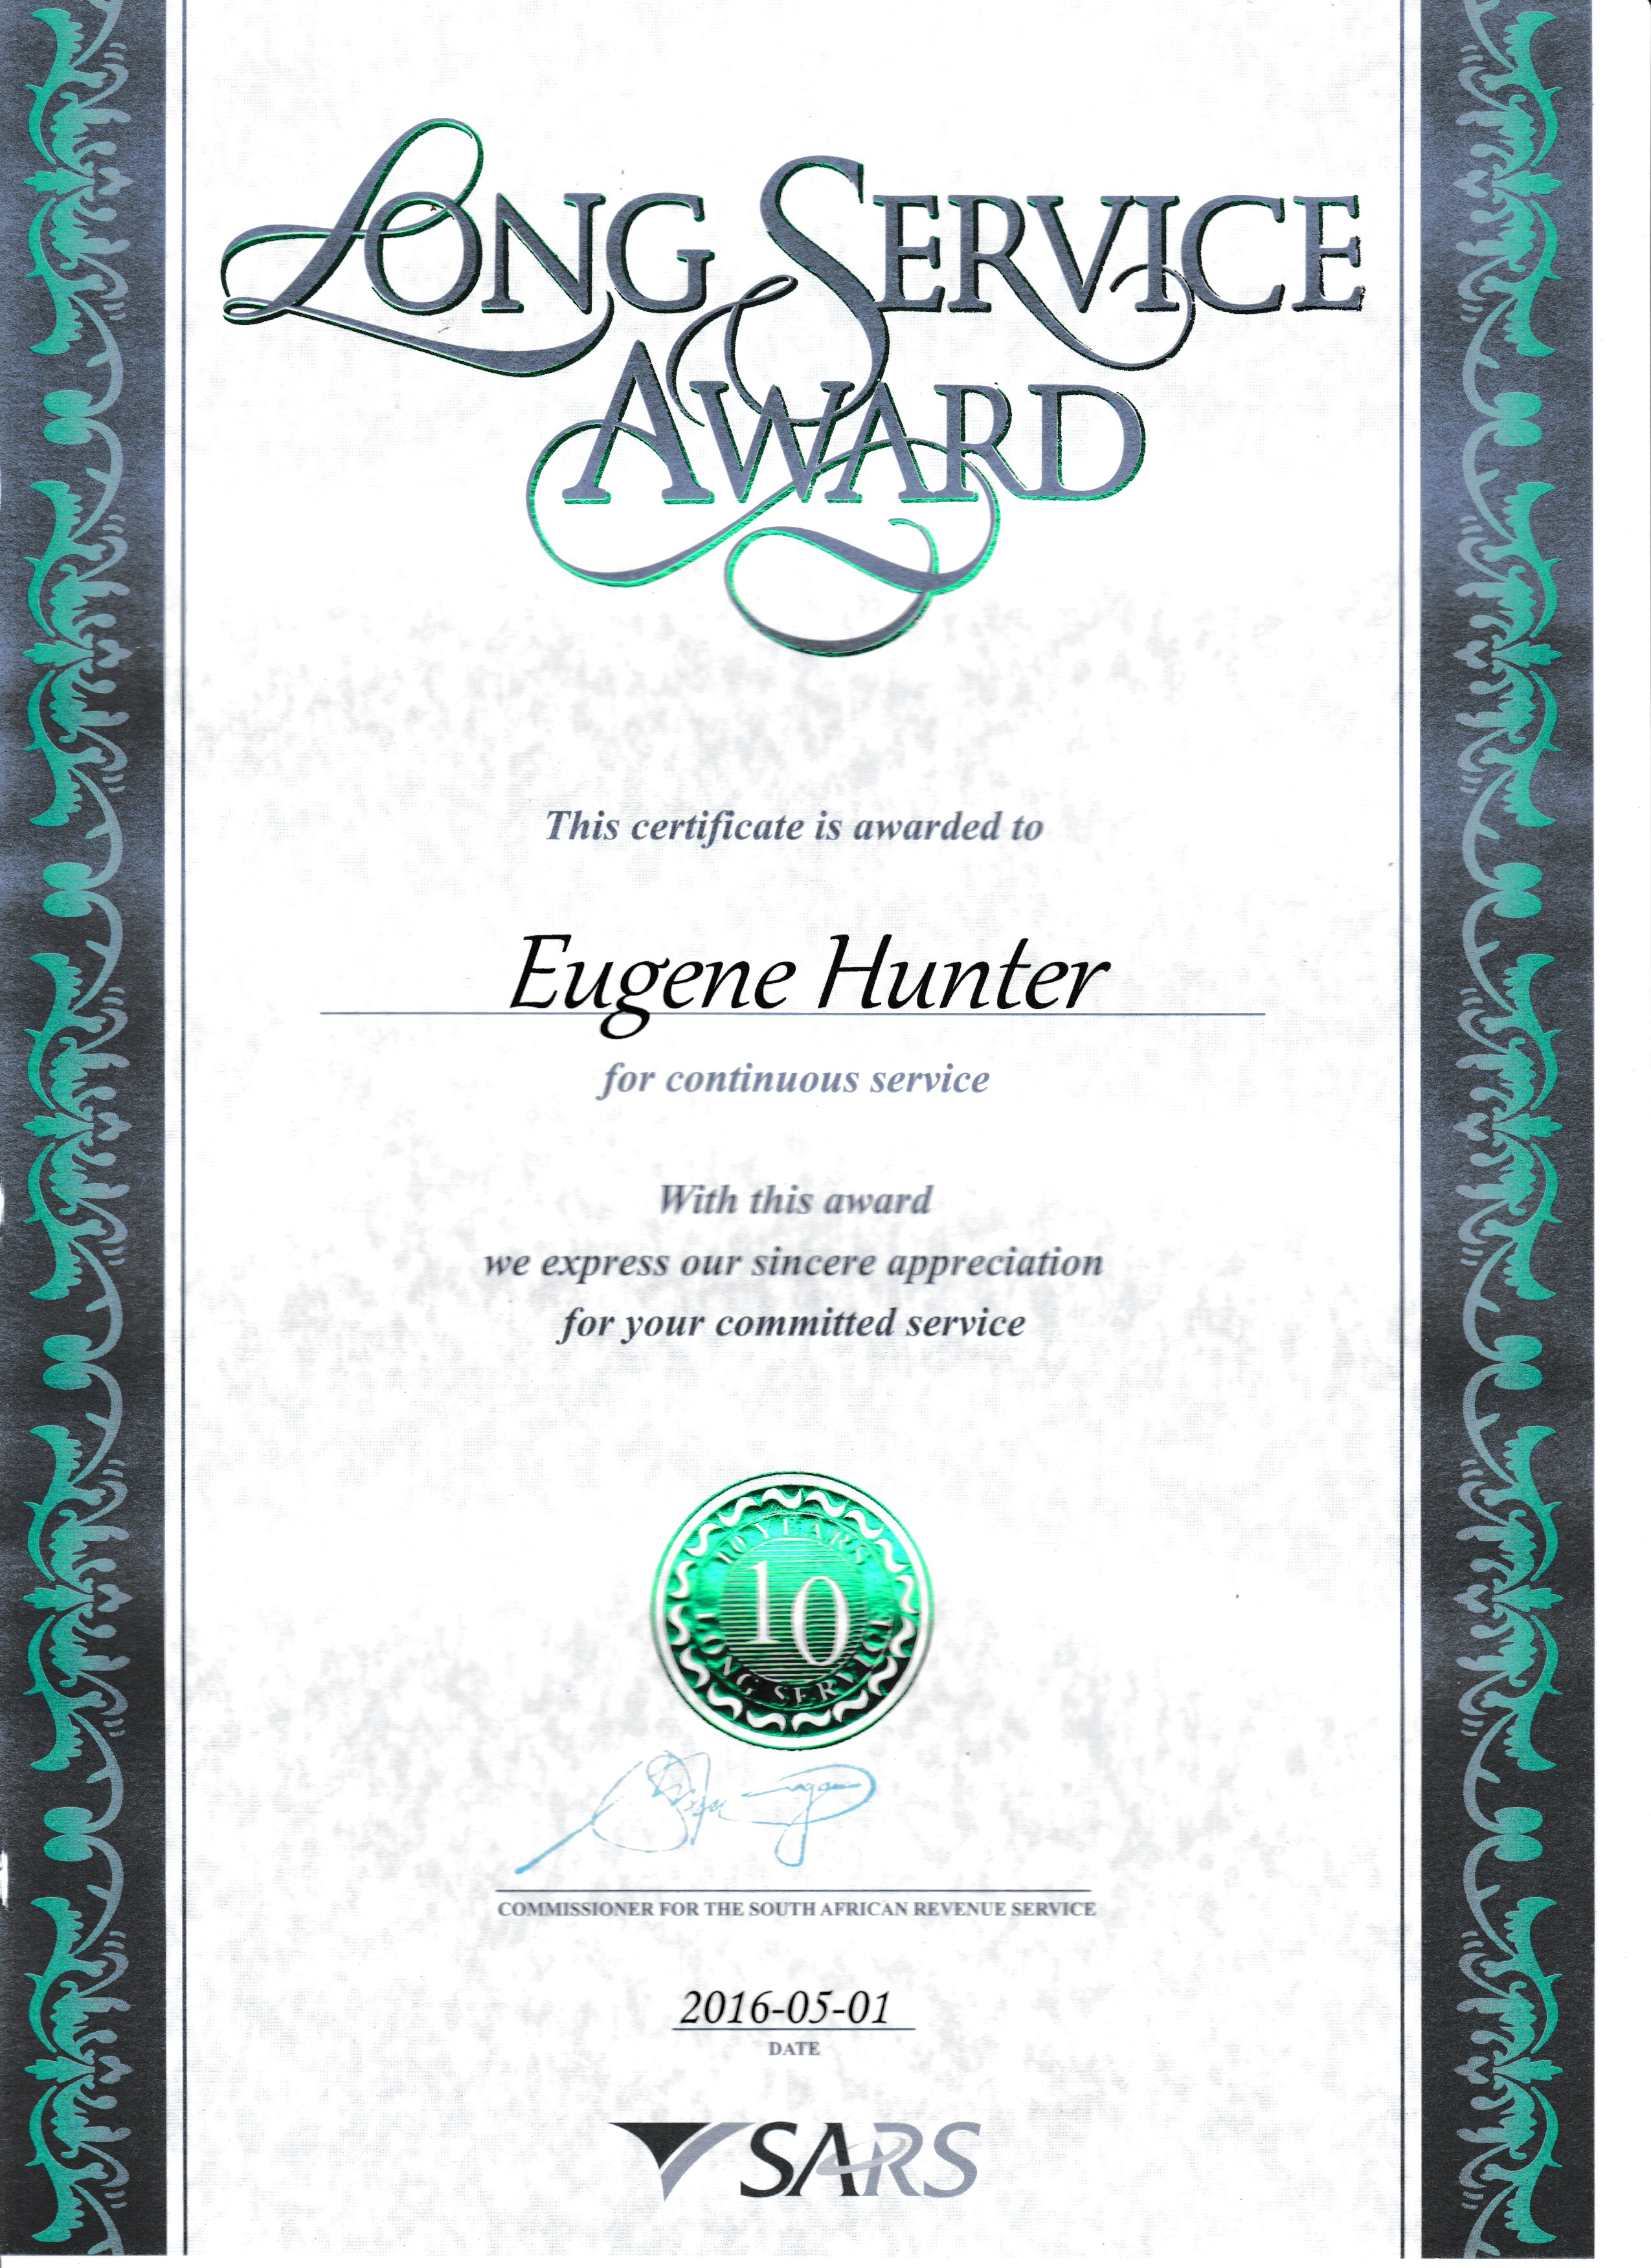 LONG SERVICE
AWARD
This certificate is awarded to
Eugene Hunter
for continuous service
With this award
we express our sincere appreciation
for your committed service
10 YEARS
10
LONG SERVICE
COMMISSIONER FOR THE SOUTH AFRICAN REVENUE SERVICE
2016-05-01
DATE
SARS